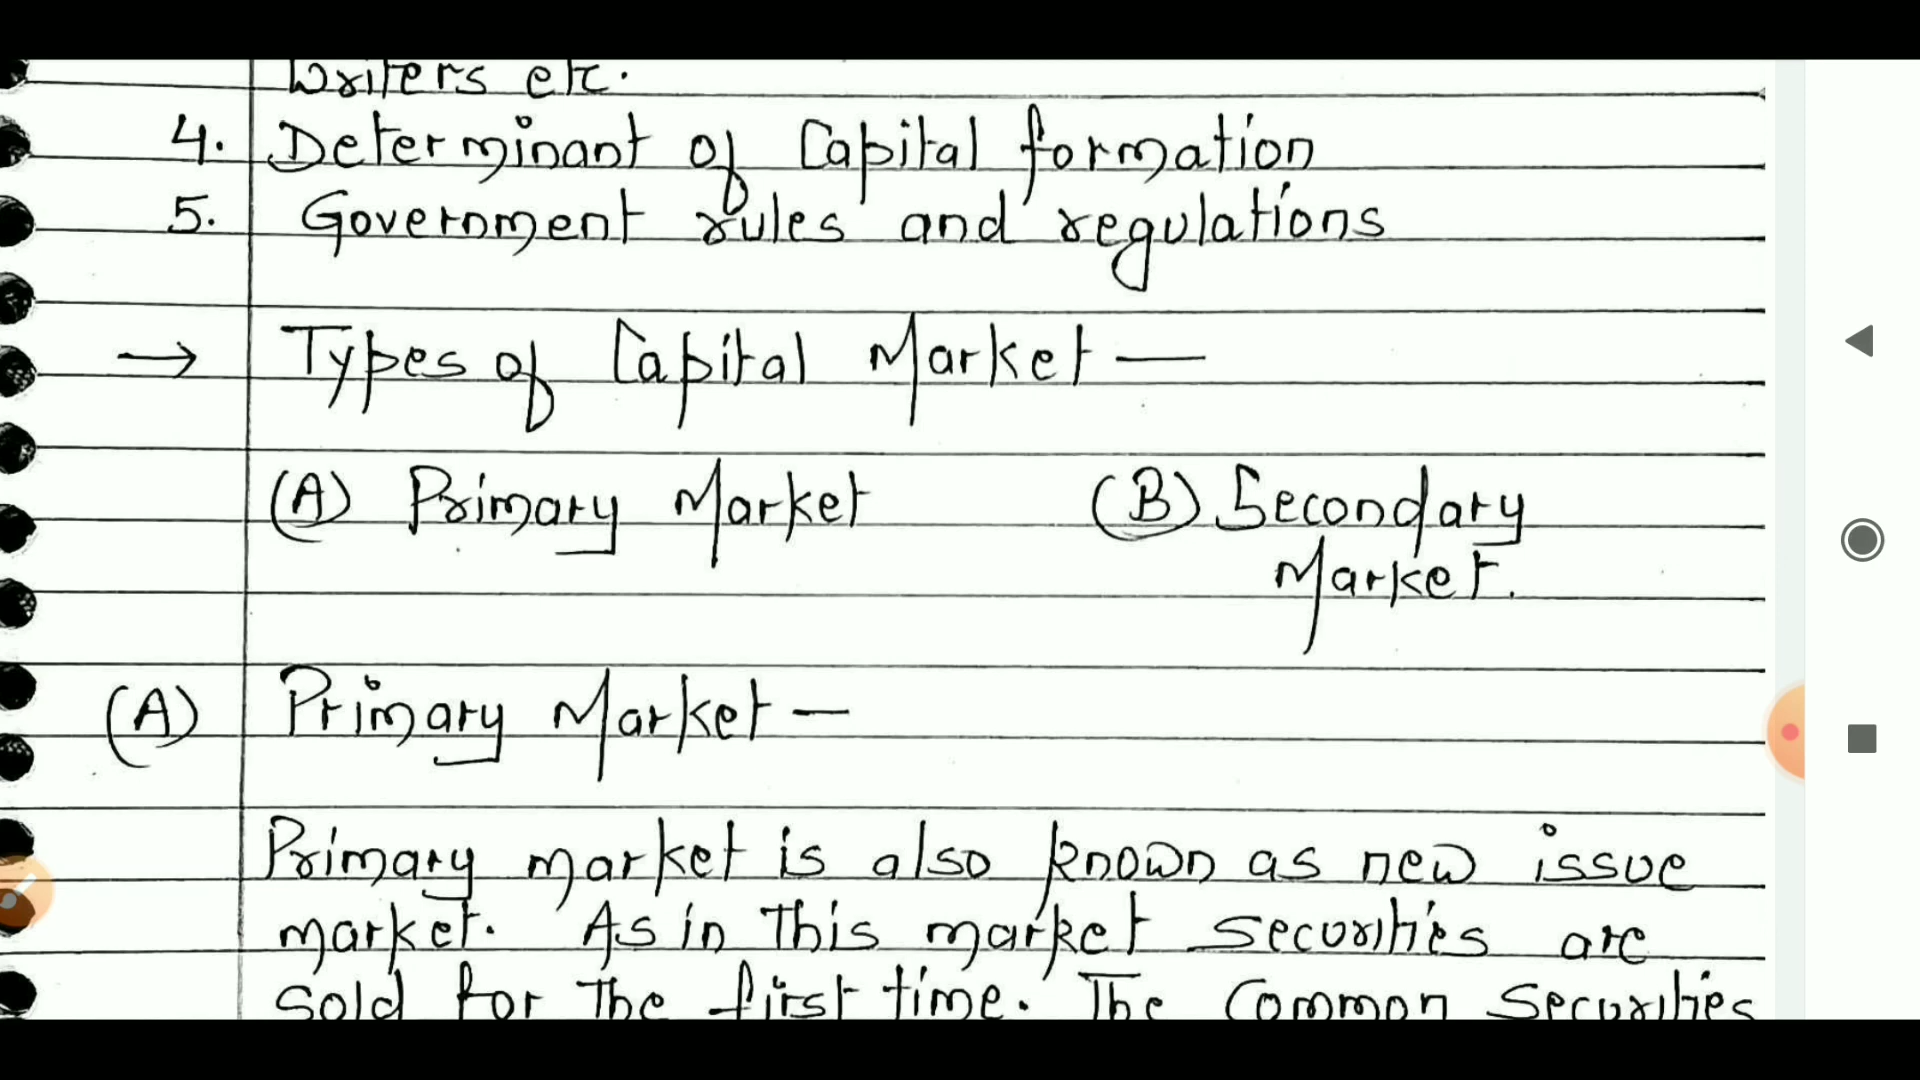 writers etc.
4. Determinant of Capital formation
5. Government rules and regulations
→ Types of Capital Market —
(A) Primary Market (B) Secondary
Market.
(A) Primary Market —
Primary market is also known as new issue
market. As in this market securities are
sold for the first time. The common securities